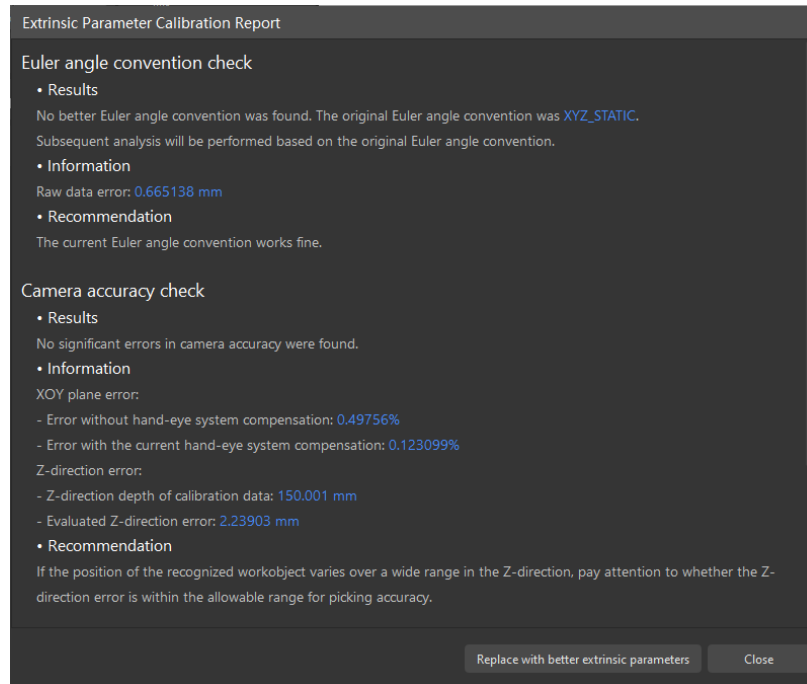 Extrinsic Parameter Calibration Report
Euler angle convention check
• Results
No better Euler angle convention was found. The original Euler angle convention was XYZ_STATIC.
Subsequent analysis will be performed based on the original Euler angle convention.
• Information
Raw data error: 0.665138 mm
• Recommendation
The current Euler angle convention works fine.
Camera accuracy check
• Results
No significant errors in camera accuracy were found.
• Information
XOY plane error:
- Error without hand-eye system compensation: 0.49756%
- Error with the current hand-eye system compensation: 0.123099%
Z-direction error:
- Z-direction depth of calibration data: 150.001 mm
- Evaluated Z-direction error: 2.23903 mm
• Recommendation
If the position of the recognized workobject varies over a wide range in the Z-direction, pay attention to whether the Z-
direction error is within the allowable range for picking accuracy.
Replace with better extrinsic parameters
Close